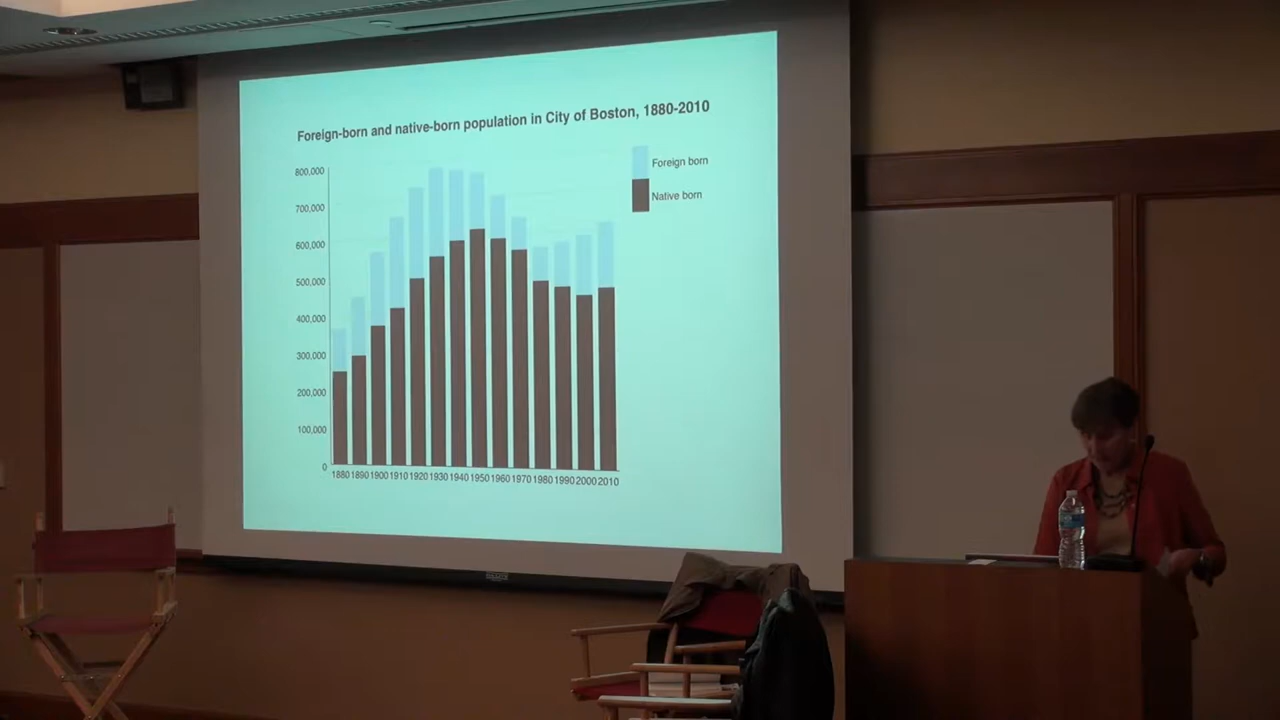 Foreign-born and native-born population in City of Boston, 1880-2010
Foreign born
Native born
800,000
700,000
600,000
500,000
400,000
300,000
200,000
100,000
0
1880 1890 1900 1910 1920 1930 1940 1950 1960 1970 1980 1990 2000 2010